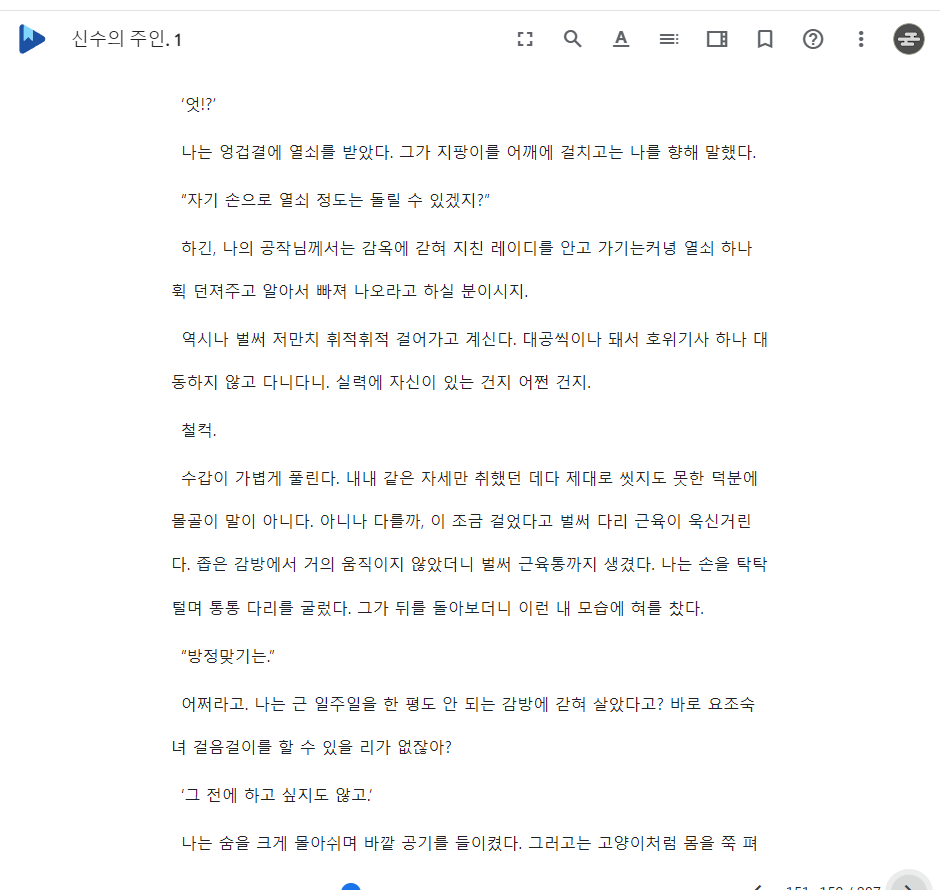 신수의 주인. 1
‘엇!?’
나는 엉겁결에 열쇠를 받았다. 그가 지팡이를 어깨에 걸치고는 나를 향해 말했다.
“자기 손으로 열쇠 정도는 돌릴 수 있겠지?”
하긴, 나의 공작님께서는 감옥에 갇혀 지친 레이디를 안고 가기는커녕 열쇠 하나
휙 던져주고 알아서 빠져 나오라고 하실 분이시지.
역시나 벌써 저만치 휘적휘적 걸어가고 계신다. 대공씩이나 돼서 호위기사 하나 대
동하지 않고 다니다니. 실력에 자신이 있는 건지 어쩐 건지.
철컥.
수갑이 가볍게 풀린다. 내내 같은 자세만 취했던 데다 제대로 씻지도 못한 덕분에
몰골이 말이 아니다. 아니나 다를까, 이 조금 걸었다고 벌써 다리 근육이 욱신거린
다. 좁은 감방에서 거의 움직이지 않았더니 벌써 근육통까지 생겼다. 나는 손을 탁탁
털며 통통 다리를 굴렀다. 그가 뒤를 돌아보더니 이런 내 모습에 혀를 찼다.
“방정맞기는.”
어쩌라고. 나는 근 일주일을 한 평도 안 되는 감방에 갇혀 살았다고? 바로 요조숙
녀 걸음걸이를 할 수 있을 리가 없잖아?
‘그 전에 하고 싶지도 않고.’
나는 숨을 크게 몰아쉬며 바깥 공기를 들이켰다. 그러고는 고양이처럼 몸을 쭉 펴